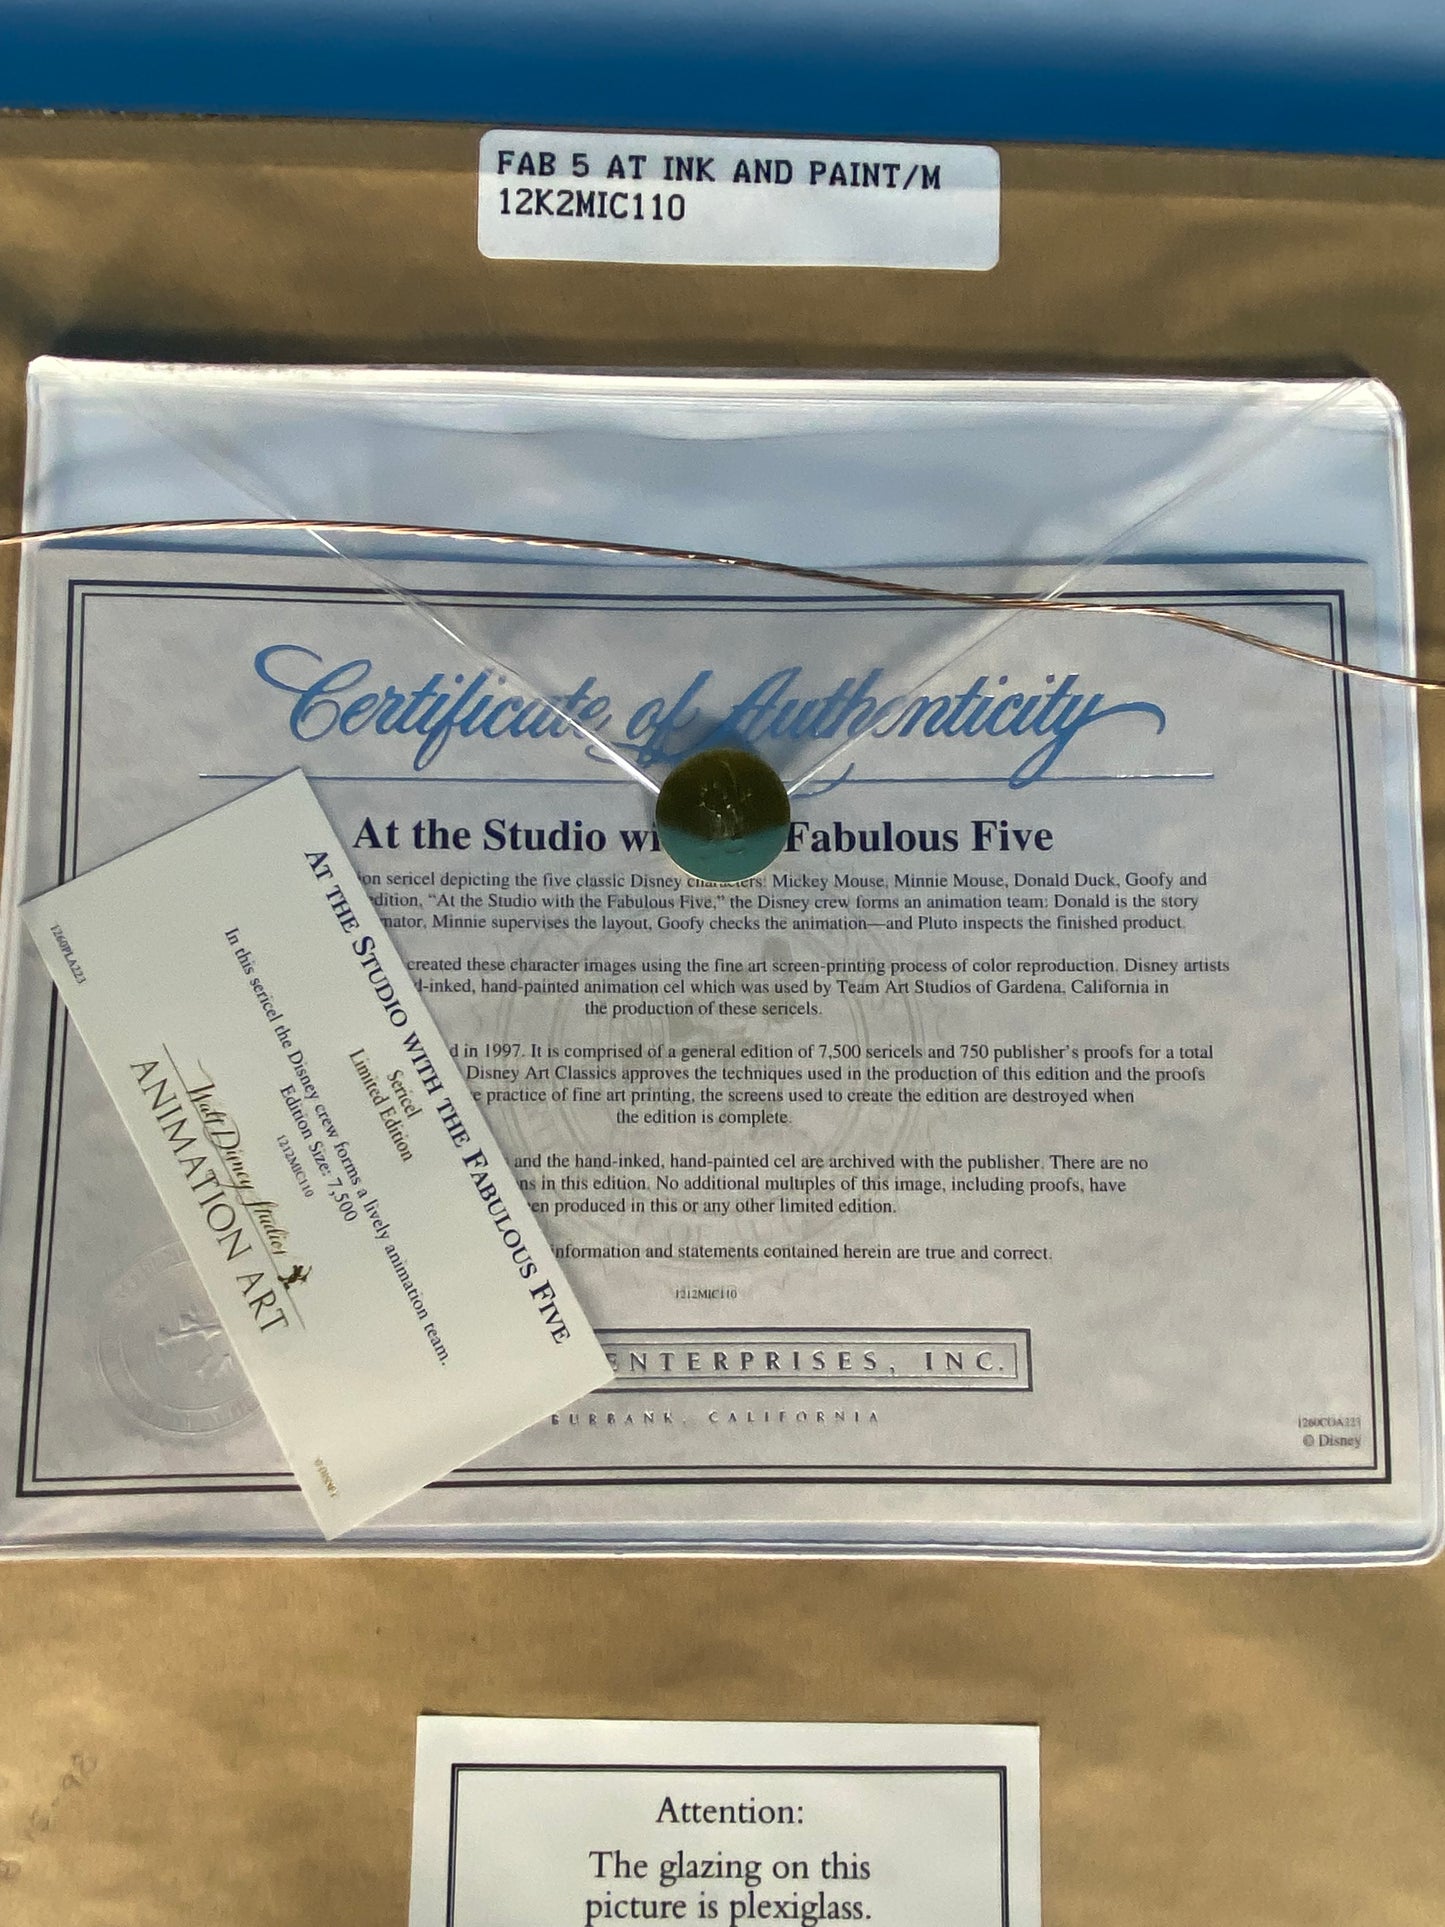 FAB 5 AT INK AND PAINT/M
12K2MIC110
Certificate of Authenticity
At the Studio Fabulous Five
sericel depicting the five classic Disney characters: Mickey Mouse, Minnie Mouse, Donald Duck, Goofy and
“At the Studio with the Fabulous Five,” the Disney crew forms an animation team: Donald is the story
Minnie supervises the layout, Goofy checks the animation—and Pluto inspects the finished product.
created these character images using the fine art screen-printing process of color reproduction. Disney artists
hand-painted animation cel which was used by Team Art Studios of Gardena, California in
the production of these sericels.
in 1997. It is comprised of a general edition of 7,500 sericels and 750 publisher’s proofs for a total
Disney Art Classics approves the techniques used in the production of this edition and the proofs
practice of fine art printing, the screens used to create the edition are destroyed when
the edition is complete.
and the hand-inked, hand-painted cel are archived with the publisher. There are no
in this edition. No additional multiples of this image, including proofs, have
produced in this or any other limited edition.
information and statements contained herein are true and correct.
1212MIC110
ENTERPRISES, INC.
BURBANK, CALIFORNIA
1260COA221
© Disney
AT THE STUDIO WITH THE FABULOUS FIVE
Sericel
Limited Edition
In this sericel the Disney crew forms a lively animation team.
Edition Size: 7,500
1212MIC110
Walt Disney Studios
ANIMATION ART
1260PLA221
Attention:
The glazing on this
picture is plexiglass.